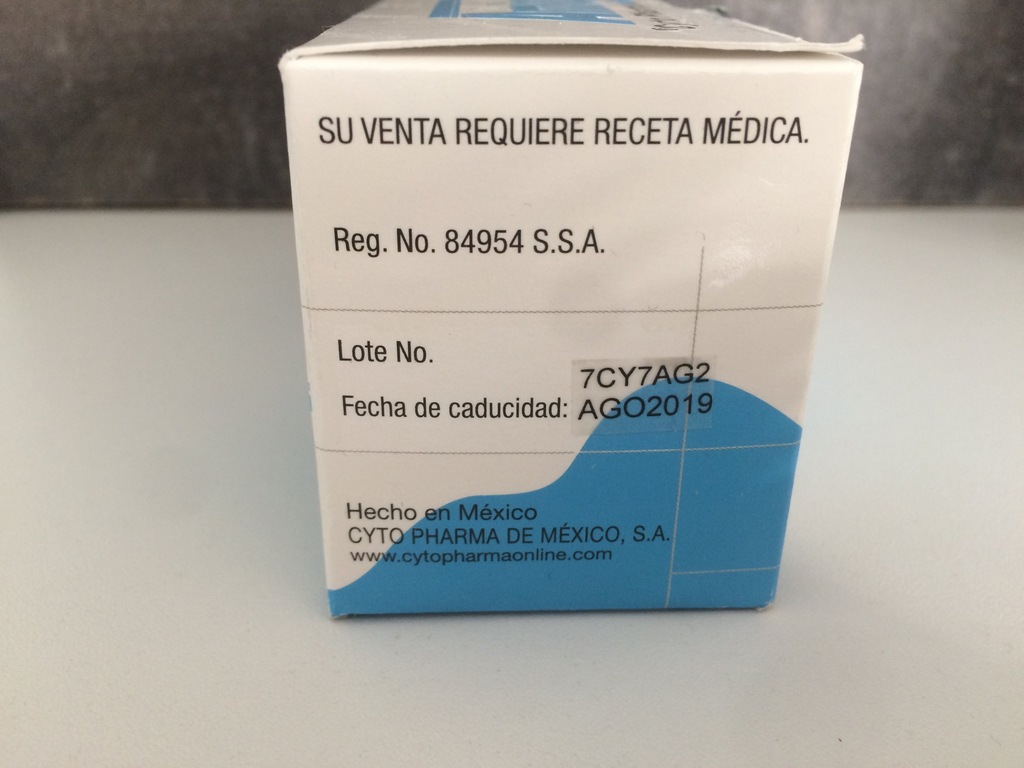 SU VENTA REQUIERE RECETA MÉDICA.
Reg. No. 84954 S.S.A.
Lote No.
7CY7AG2
Fecha de caducidad: AGO2019
Hecho en México
CYTO PHARMA DE MÉXICO, S.A.
www.cytopharmaonline.com